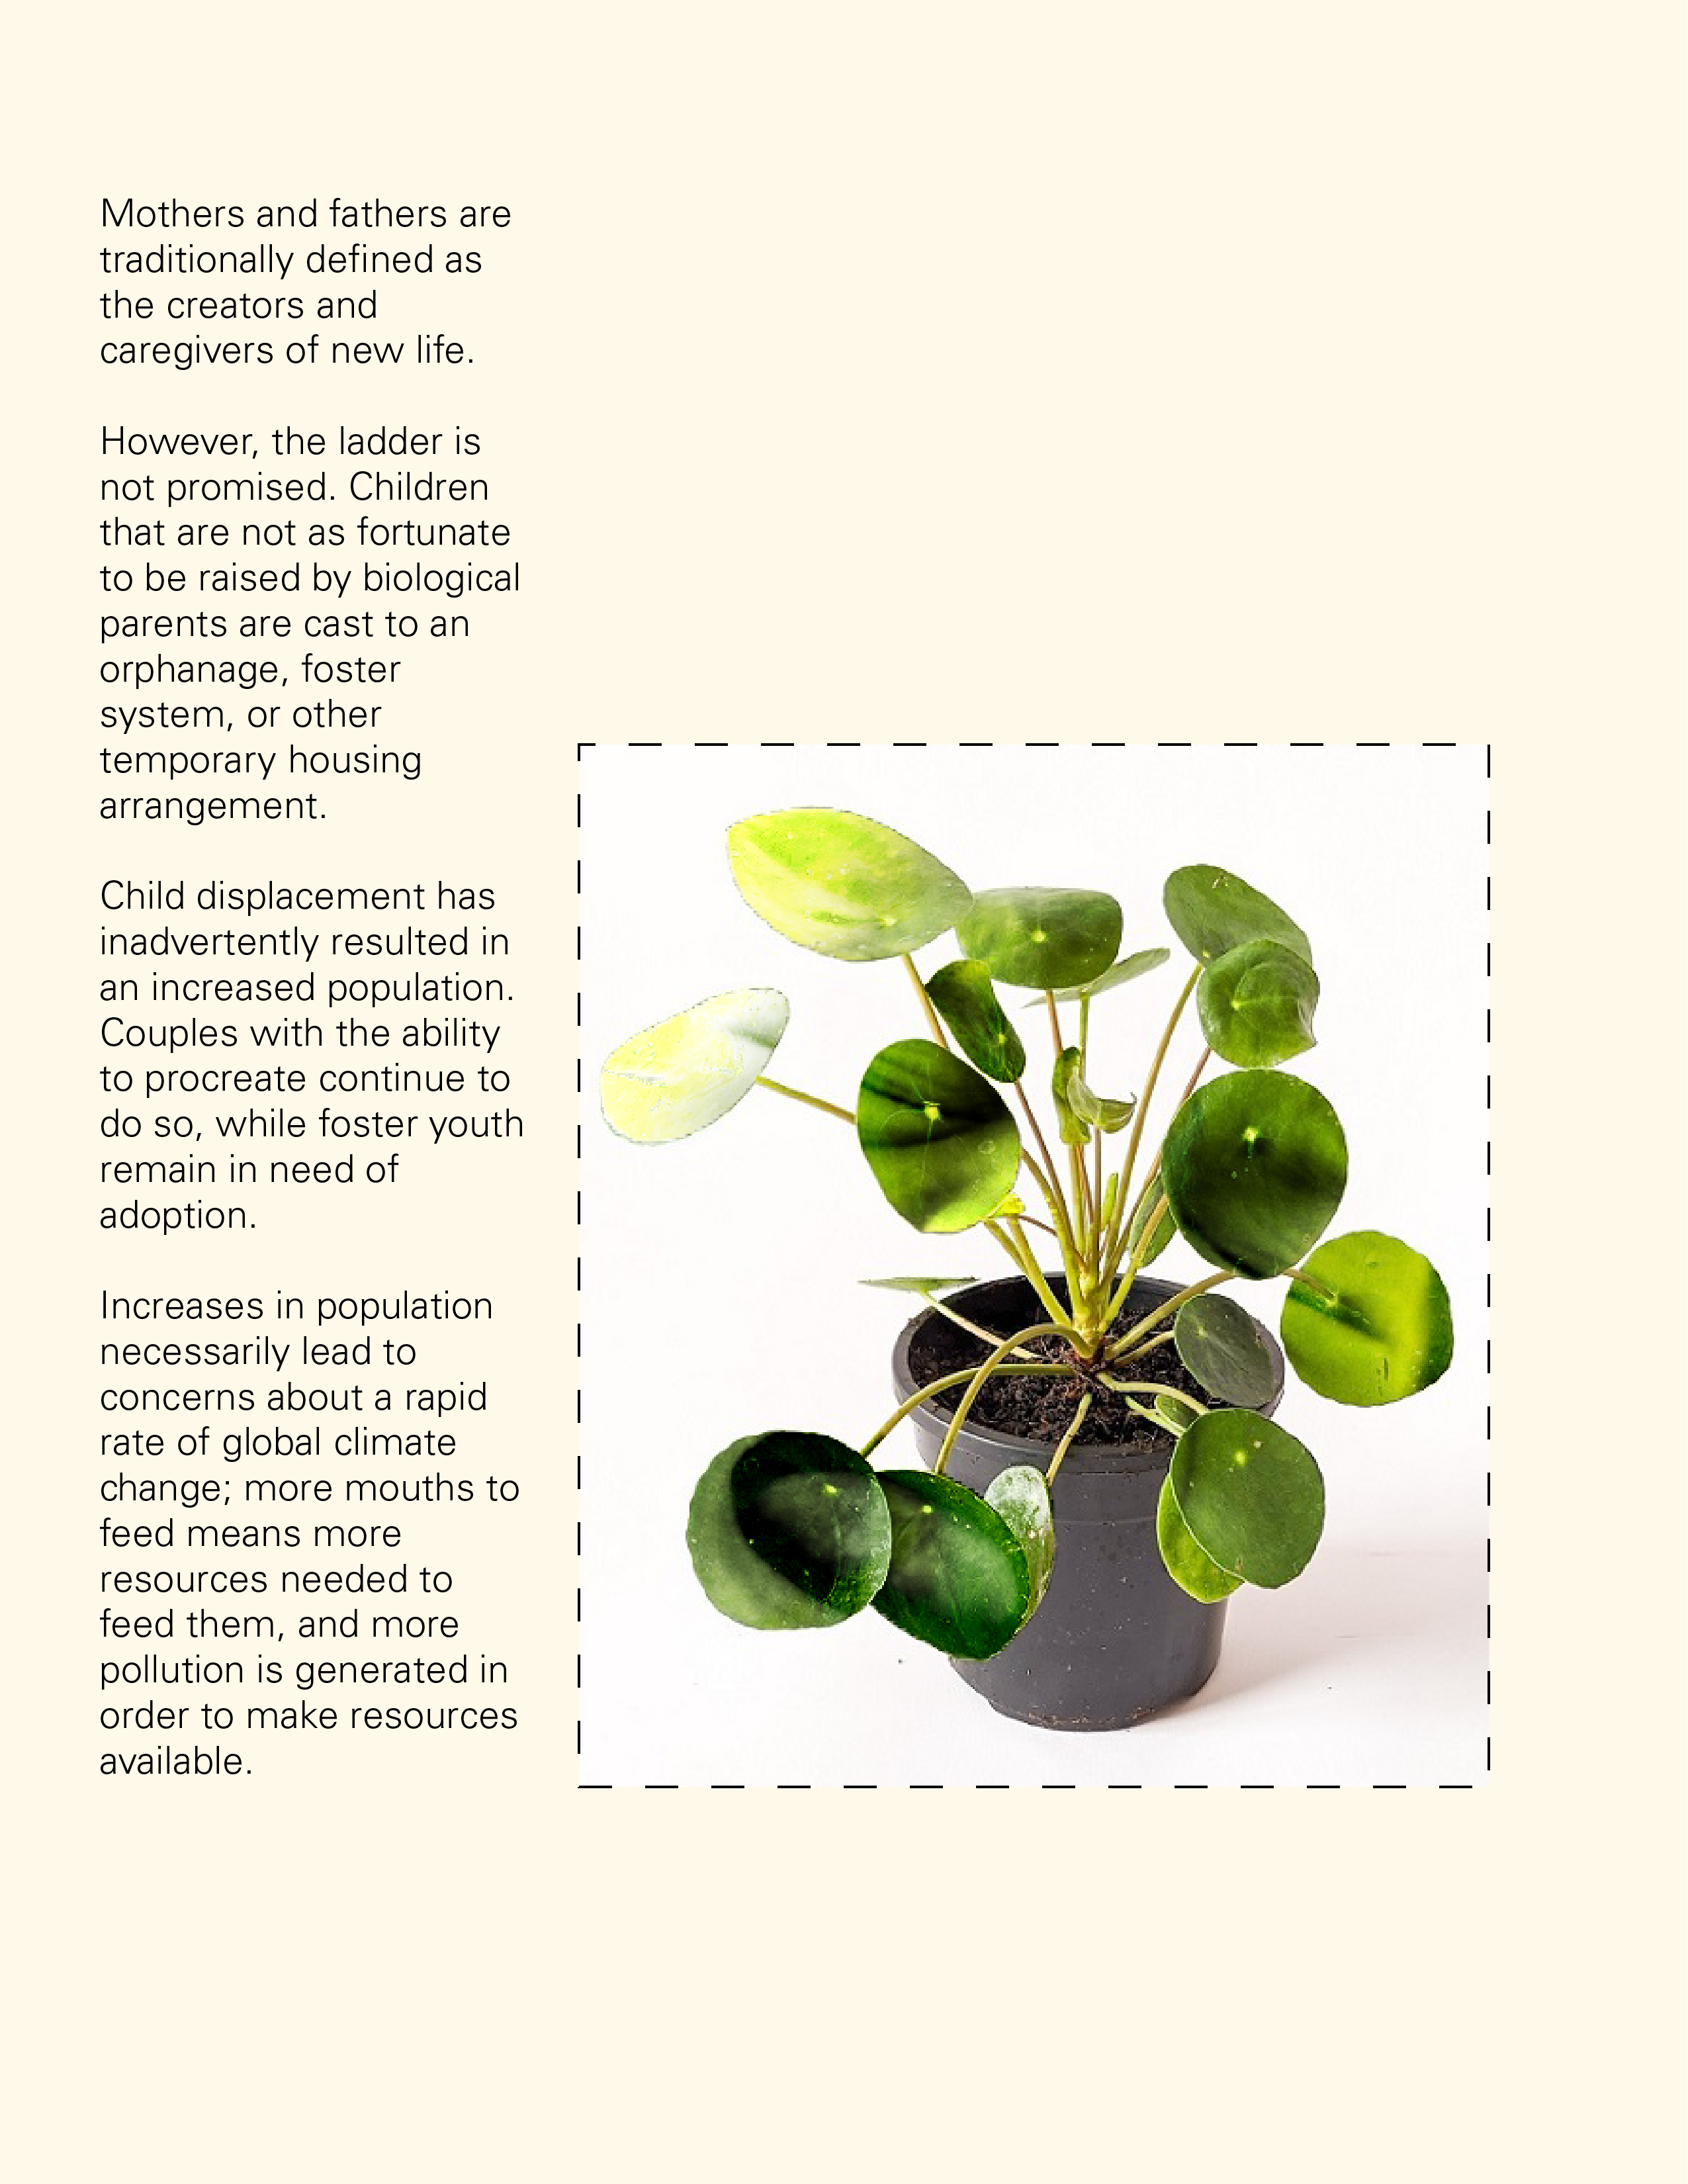 Mothers and fathers are
traditionally defined as
the creators and
caregivers of new life.
However, the ladder is
not promised. Children
that are not as fortunate
to be raised by biological
parents are cast to an
orphanage, foster
system, or other
temporary housing
arrangement.
Child displacement has
inadvertently resulted in
an increased population.
Couples with the ability
to procreate continue to
do so, while foster youth
remain in need of
adoption.
Increases in population
necessarily lead to
concerns about a rapid
rate of global climate
change; more mouths to
feed means more
resources needed to
feed them, and more
pollution is generated in
order to make resources
available.